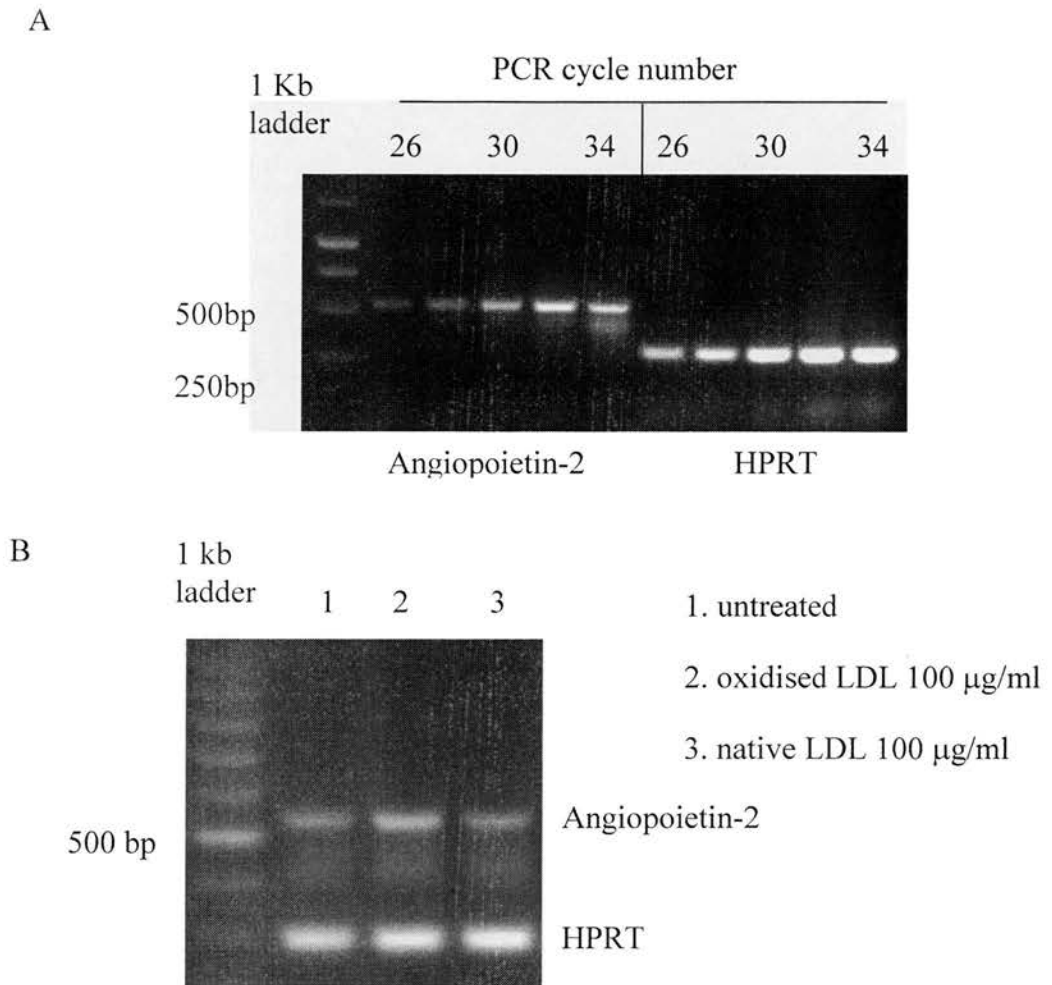 A
PCR cycle number
1 Kb
ladder
26 30 34 26 30 34
500bp
250bp
Angiopoietin-2 HPRT
B
1 kb
ladder
1 2 3
1. untreated
2. oxidised LDL 100 μg/ml
3. native LDL 100 μg/ml
Angiopoietin-2
500 bp
HPRT